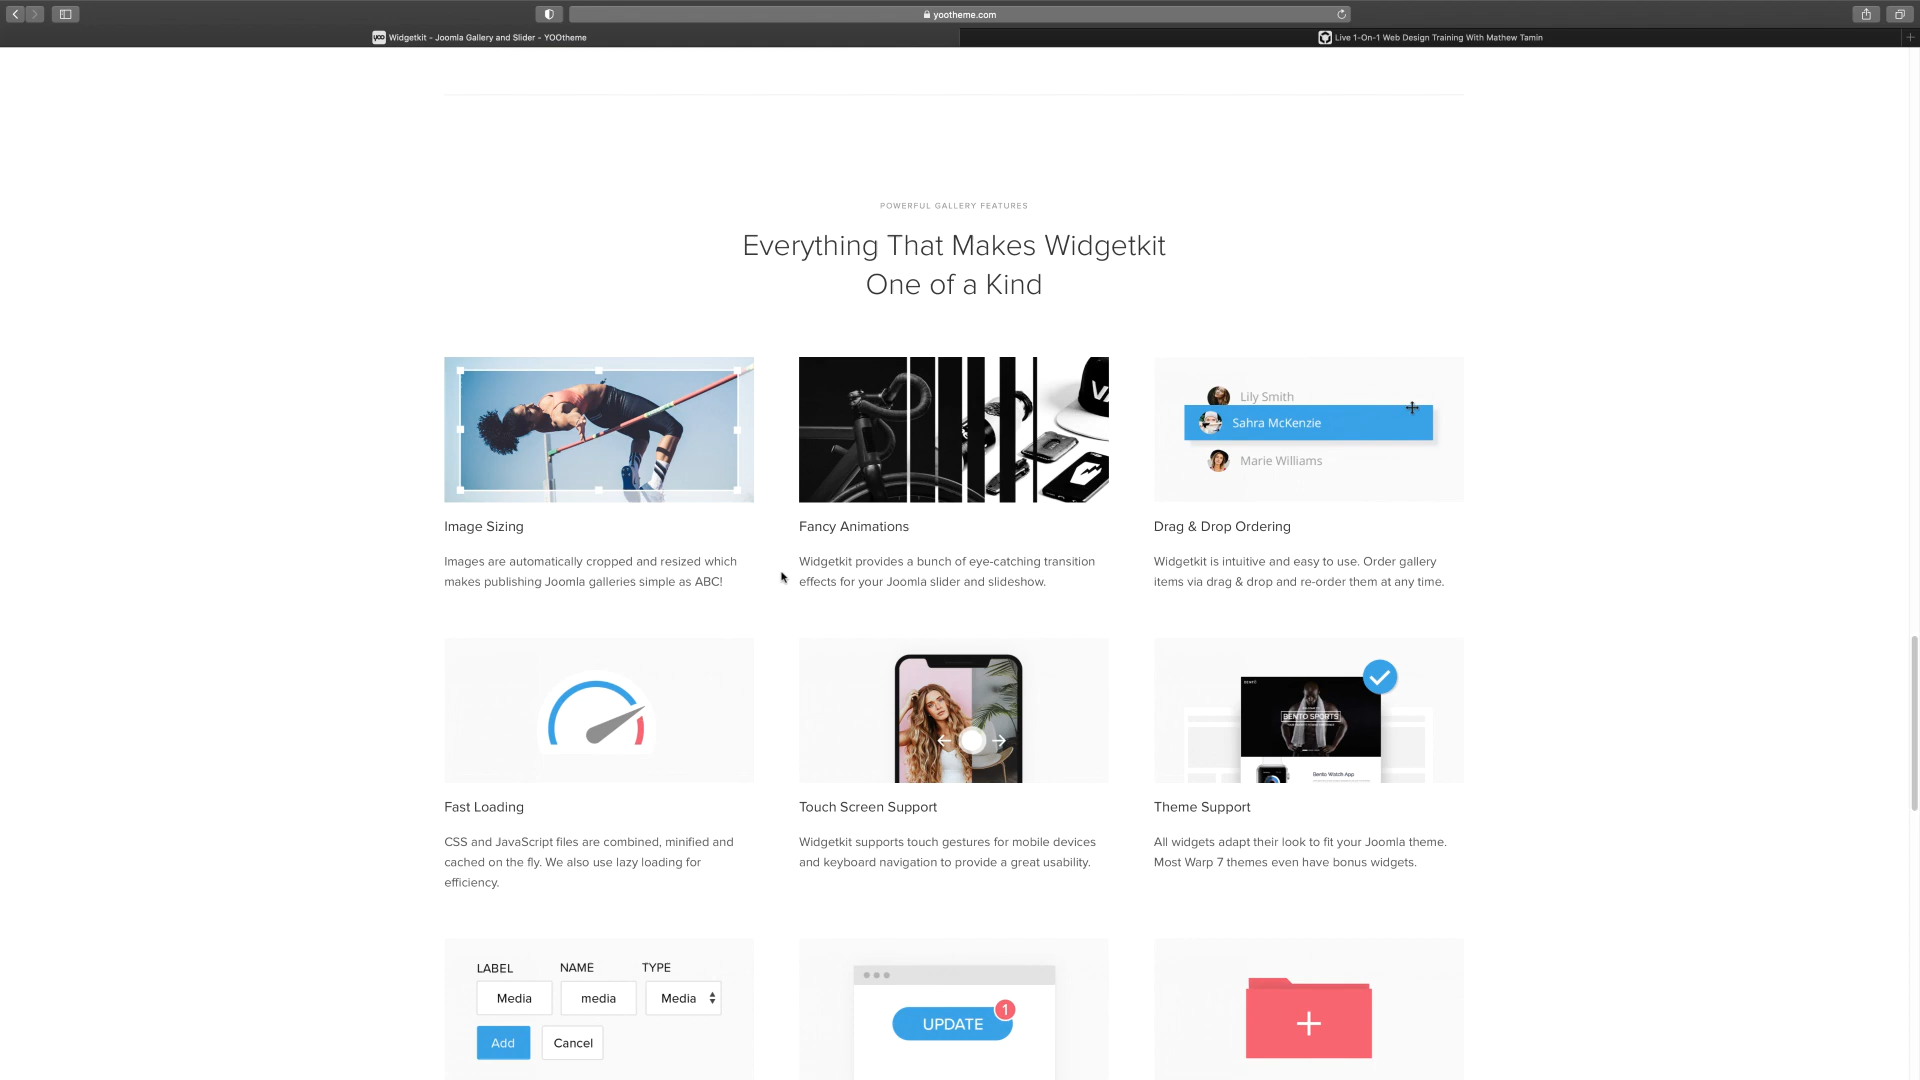 yootheme.com
Widgetkit - Joomla Gallery and Slider - YOOtheme
Live 1-On-1 Web Design Training With Mathew Tamin
POWERFUL GALLERY FEATURES
Everything That Makes Widgetkit
One of a Kind
Lily Smith
Sahra McKenzie
Marie Williams
Image Sizing
Images are automatically cropped and resized which
makes publishing Joomla galleries simple as ABC!
Fancy Animations
Widgetkit provides a bunch of eye-catching transition
effects for your Joomla slider and slideshow.
Drag & Drop Ordering
Widgetkit is intuitive and easy to use. Order gallery
items via drag & drop and re-order them at any time.
BENTO SPORTS
Bento Watch App
Fast Loading
CSS and JavaScript files are combined, minified and
cached on the fly. We also use lazy loading for
efficiency.
Touch Screen Support
Widgetkit supports touch gestures for mobile devices
and keyboard navigation to provide a great usability.
Theme Support
All widgets adapt their look to fit your Joomla theme.
Most Warp 7 themes even have bonus widgets.
LABEL NAME TYPE
Media media Media
Add Cancel
UPDATE 1